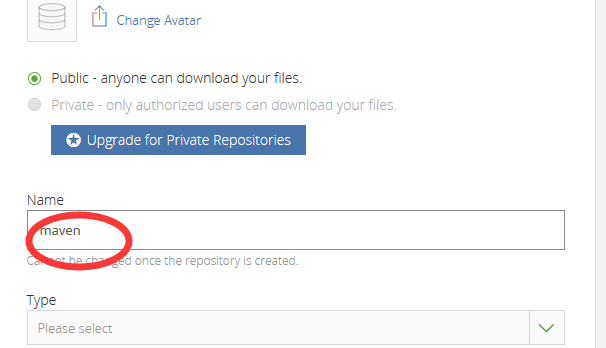 Change Avatar
Public - anyone can download your files.
Private - only authorized users can download your files.
Upgrade for Private Repositories
Name
maven
Cannot be changed once the repository is created.
Type
Please select